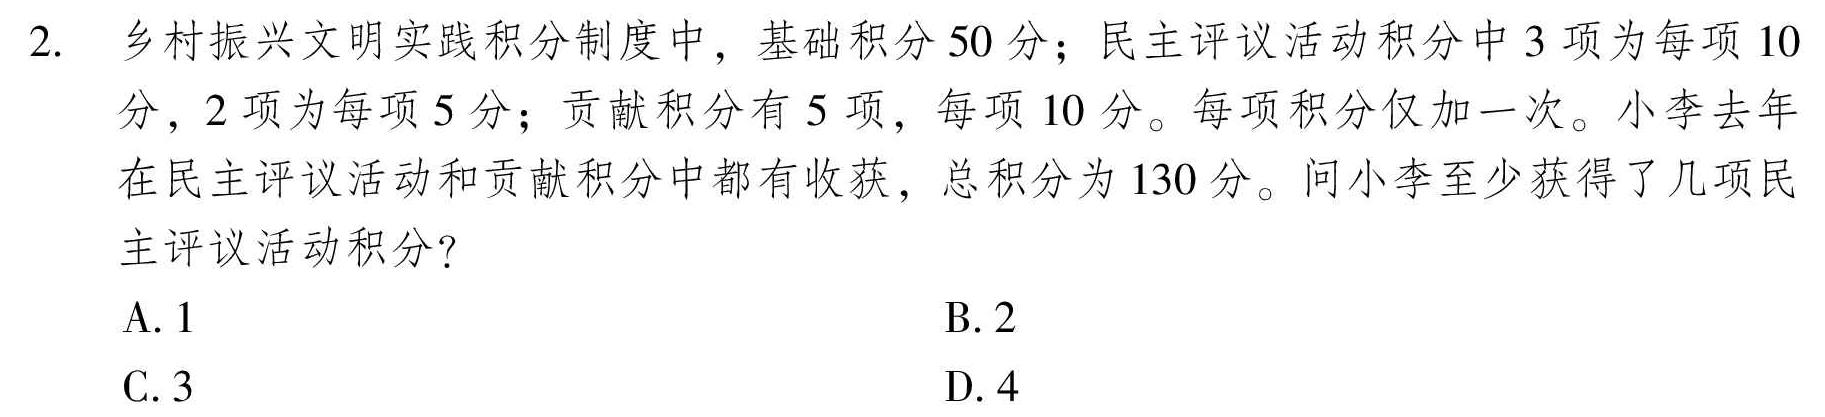 2. 乡村振兴文明实践积分制度中，基础积分 50 分；民主评议活动积分中 3 项为每项 10
分，2 项为每项 5 分；贡献积分有 5 项，每项 10 分。每项积分仅加一次。小李去年
在民主评议活动和贡献积分中都有收获，总积分为 130 分。问小李至少获得了几项民
主评议活动积分?
A. 1 B. 2
C. 3 D. 4